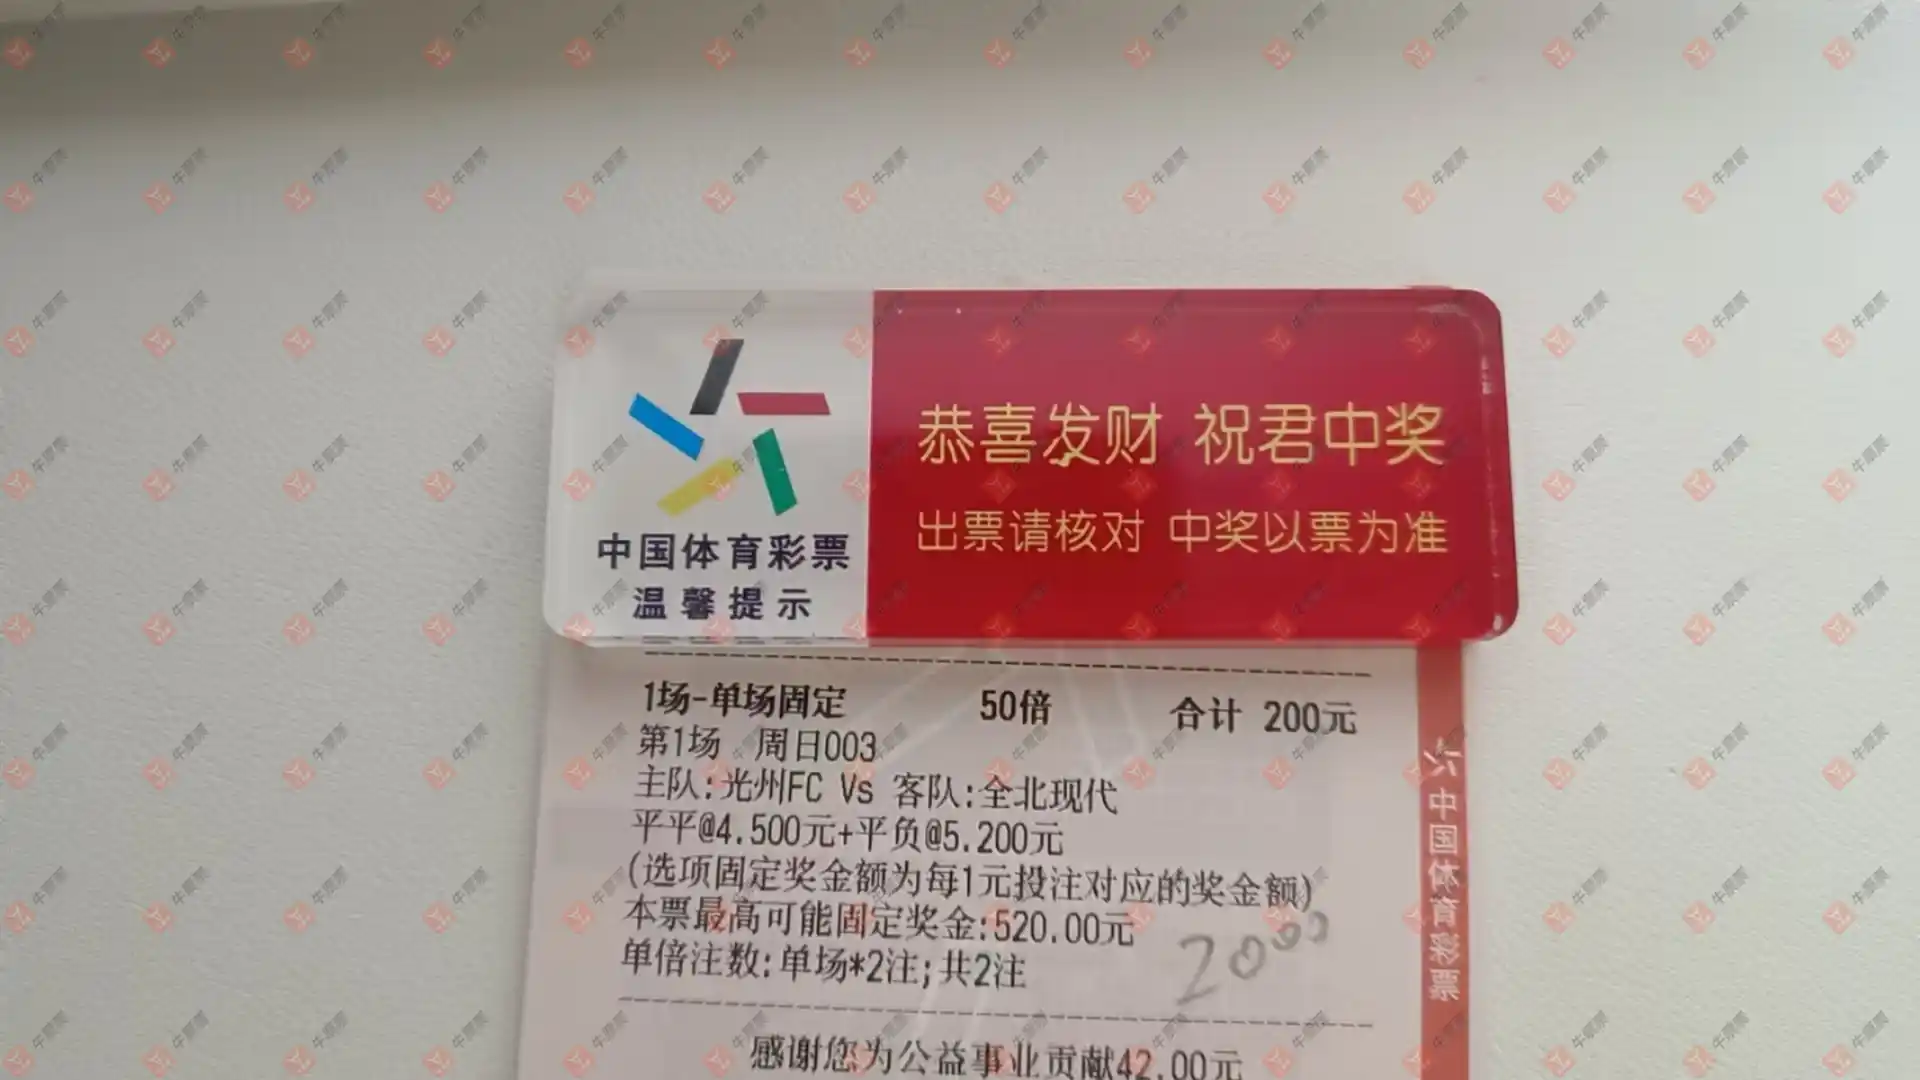 恭喜发财 祝君中奖
出票请核对 中奖以票为准
中国体育彩票
温馨提示
1场-单场固定 50倍 合计 200元
第1场 周日003
主队:光州FC Vs 客队:全北现代
平平@4.500元+平负@5.200元
(选项固定奖金额为每1元投注对应的奖金额)
本票最高可能固定奖金:520.00元
单倍注数:单场*2注;共2注
2000
感谢您为公益事业贡献42.00元
中国体育彩票